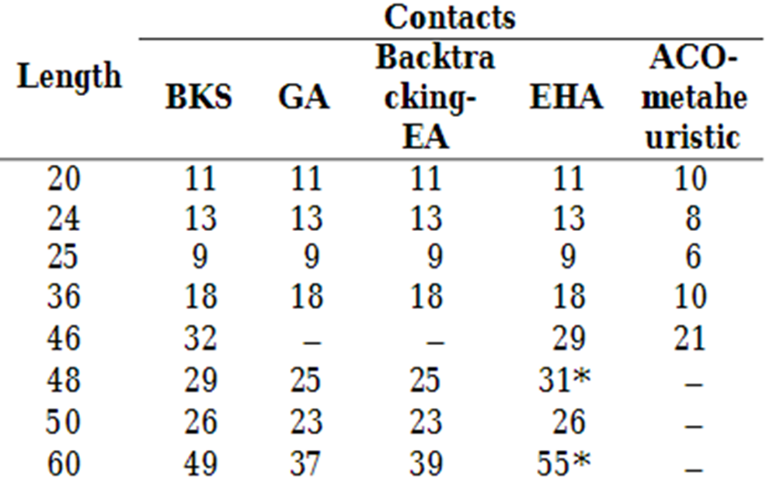 Contacts
Length BKS GA Backtra cking- EA EHA ACO- metahe uristic
20 11 11 11 11 10
24 13 13 13 13 8
25 9 9 9 9 6
36 18 18 18 18 10
46 32 – – 29 21
48 29 25 25 31* –
50 26 23 23 26 –
60 49 37 39 55* –